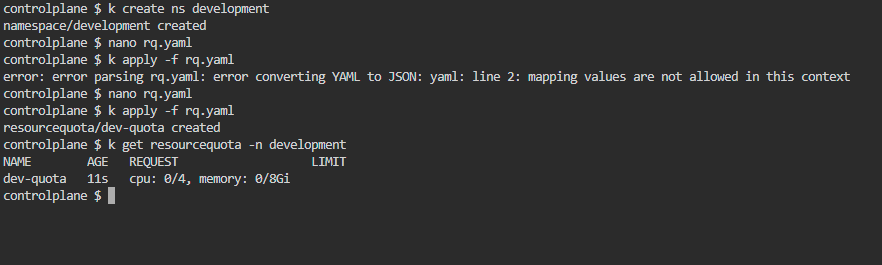 controlplane $ k create ns development
namespace/development created
controlplane $ nano rq.yaml
controlplane $ k apply -f rq.yaml
error: error parsing rq.yaml: error converting YAML to JSON: yaml: line 2: mapping values are not allowed in this context
controlplane $ nano rq.yaml
controlplane $ k apply -f rq.yaml
resourcequota/dev-quota created
controlplane $ k get resourcequota -n development
NAME        AGE   REQUEST                   LIMIT
dev-quota   11s   cpu: 0/4, memory: 0/8Gi
controlplane $